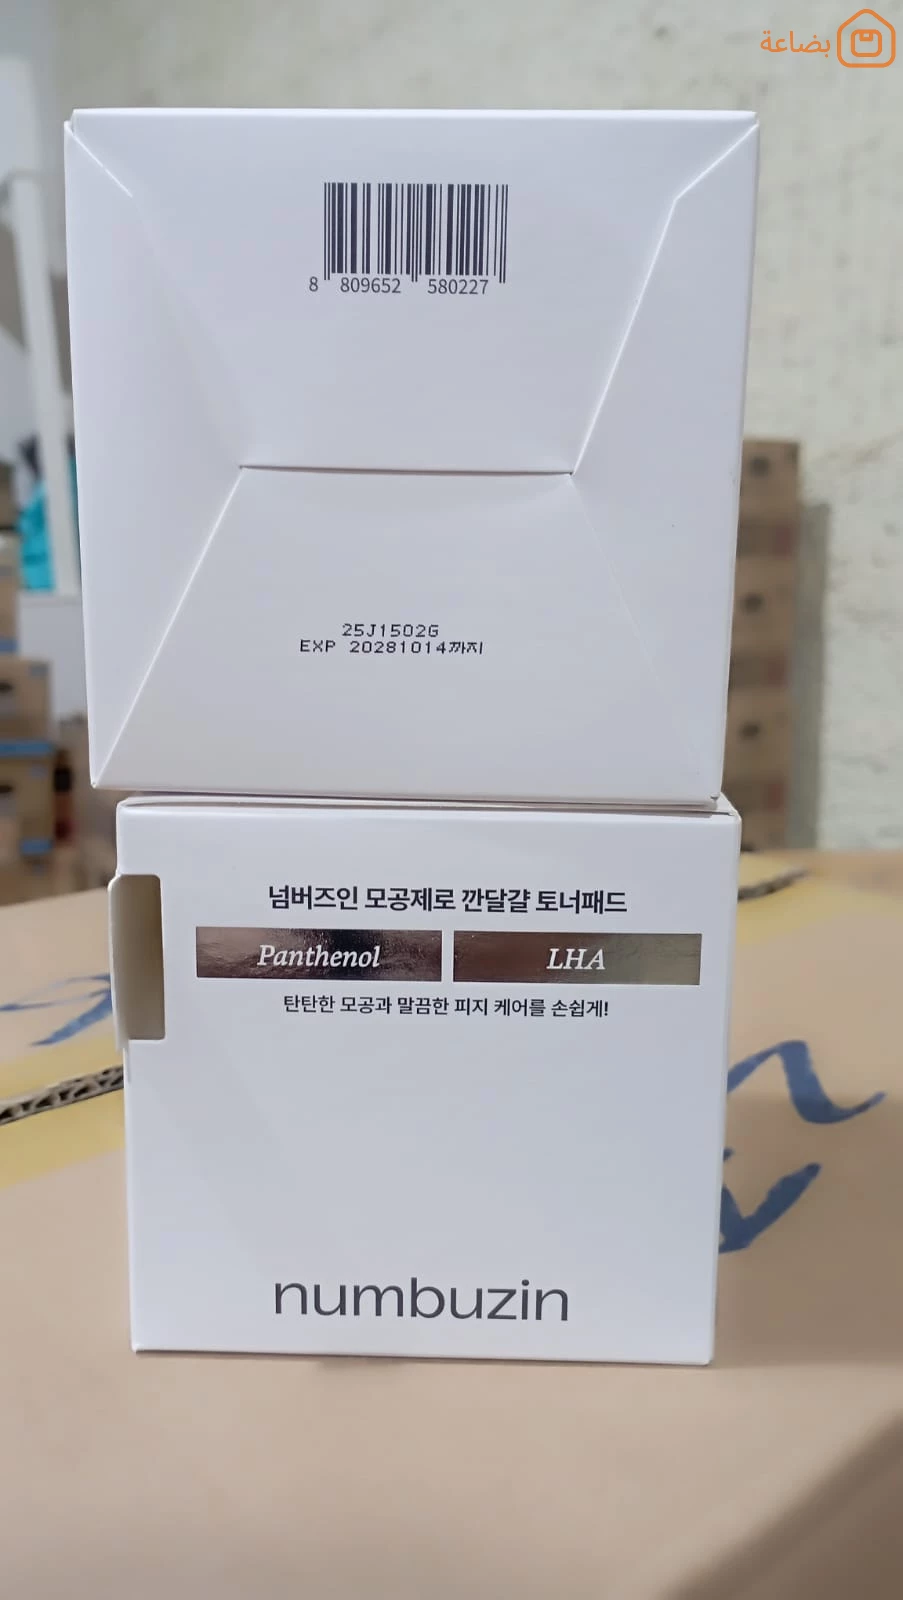 بضاعة
8 809652 580227
25J1502G
EXP 20281014까지
넘버즈인 모공제로 깐달걀 토너패드
Panthenol LHA
탄탄한 모공과 말끔한 피지 케어를 손쉽게!
numbuzin